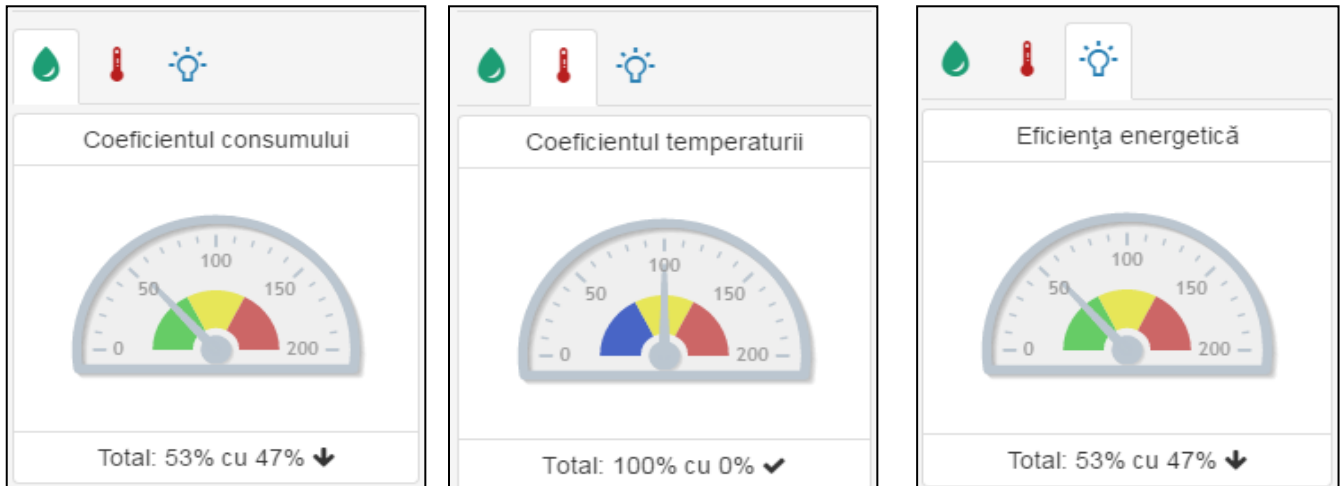 Coeficientul consumului
0
50
100
150
200
Total: 53% cu 47%
Coeficientul temperaturii
0
50
100
150
200
Total: 100% cu 0%
Eficienţa energetică
0
50
100
150
200
Total: 53% cu 47%